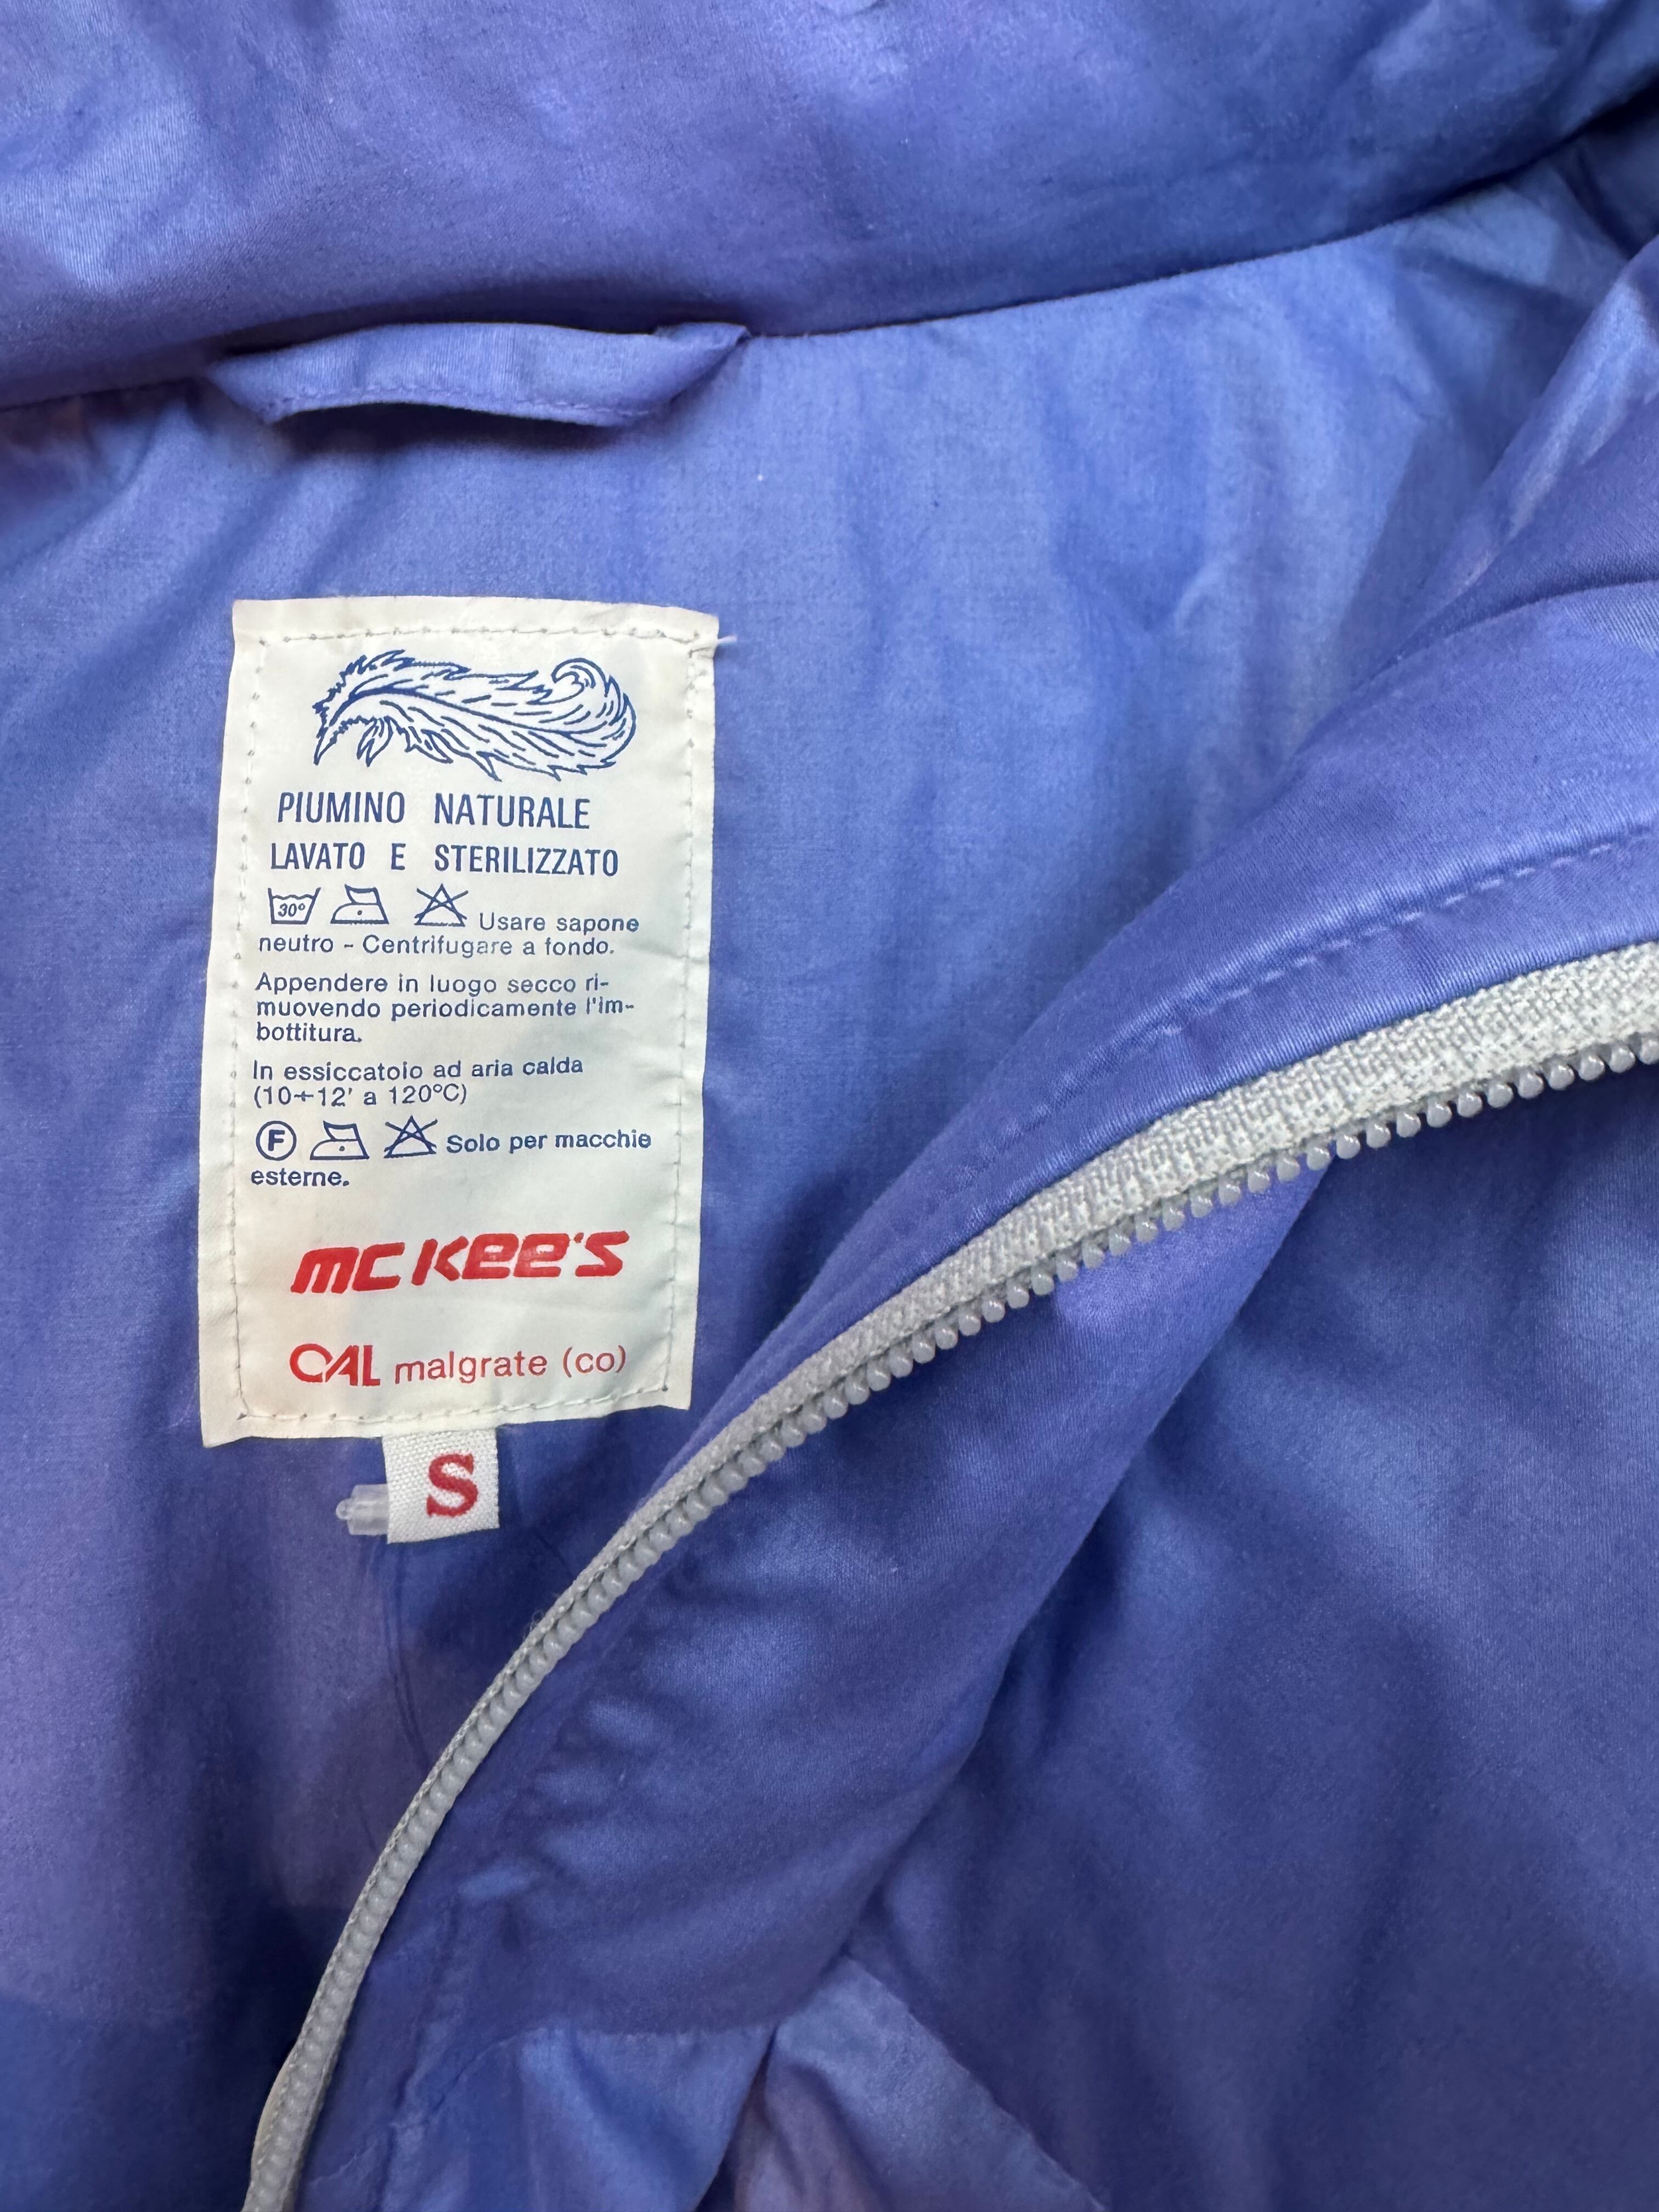 PIUMINO NATURALE
LAVATO E STERILIZZATO
30° Usare sapone
neutro - Centrifugare a fondo.
Appendere in luogo secco ri-
muovendo periodicamente l'im-
bottitura.
In essiccatoio ad aria calda
(10÷12' a 120°C)
F Solo per macchie
esterne.
mc kee's
CAL malgrate (co)
S